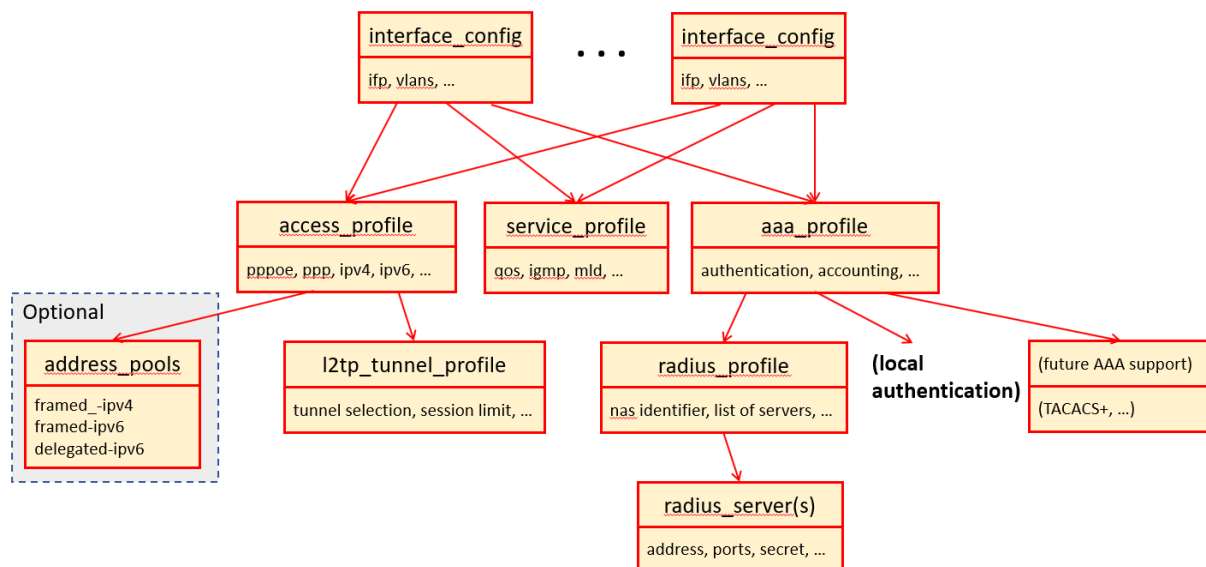 interface_config
ifp, vlans, ...
. . .
interface_config
ifp, vlans, ...
access_profile
pppoe, ppp, ipv4, ipv6, ...
service_profile
qos, igmp, mld, ...
aaa_profile
authentication, accounting, ...
Optional
address_pools
framed_-ipv4
framed-ipv6
delegated-ipv6
l2tp_tunnel_profile
tunnel selection, session limit, ...
radius_profile
nas identifier, list of servers, ...
(local
authentication)
(future AAA support)
(TACACS+, ...)
radius_server(s)
address, ports, secret, ...